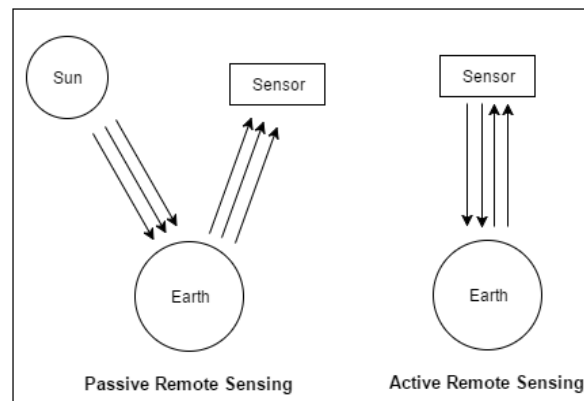 Sun
Sensor
Earth
Passive Remote Sensing
Sensor
Earth
Active Remote Sensing